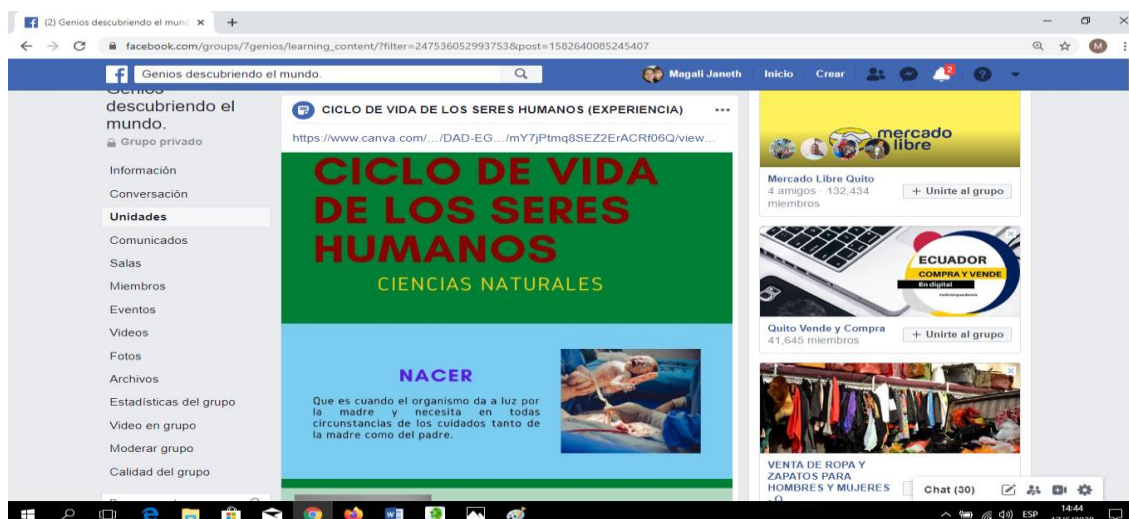 (2) Genios descubriendo el mun
facebook.com/groups/7genios/learning_content/?filter=247536052993753&post=1582640085245407
M
Genios descubriendo el mundo.
Magali Janeth
Inicio
Crear
2
descubriendo el
mundo.
Grupo privado
Información
Conversación
Unidades
Comunicados
Salas
Miembros
Eventos
Videos
Fotos
Archivos
Estadísticas del grupo
Video en grupo
Moderar grupo
Calidad del grupo
CICLO DE VIDA DE LOS SERES HUMANOS (EXPERIENCIA)
https://www.canva.com/.../DAD-EG.../mY7jPtmq8SEZ2ErACRf06Q/view...
CICLO DE VIDA
DE LOS SERES
HUMANOS
CIENCIAS NATURALES
NACER
Que es cuando el organismo da a luz por
la madre y necesita en todas
circunstancias de los cuidados tanto de
la madre como del padre.
mercado
libre
Mercado Libre Quito
4 amigos · 132,434
miembros
+ Unirte al grupo
ECUADOR
COMPRA Y VENDE
En digital
Quito Vende y Compra
41,645 miembros
+ Unirte al grupo
VENTA DE ROPA Y
ZAPATOS PARA
HOMBRES Y MUJERES
Chat (30)
ESP
14:44